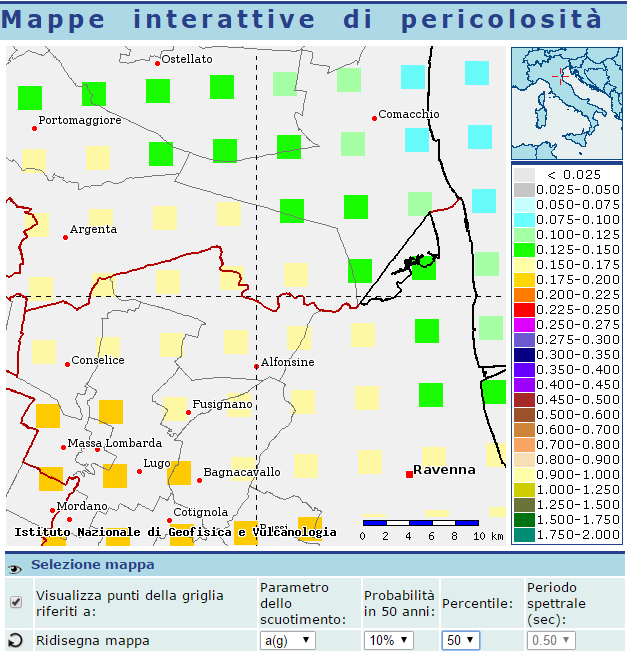 Mappe interattive di pericolosità
Ostellato
Comacchio
Portomaggiore
Argenta
Conselice
Alfonsine
Fusignano
Massa Lombarda
Lugo
Bagnacavallo
Ravenna
Mordano
Cotignola
Russi
Istituto Nazionale di Geofisica e Vulcanologia
0 2 4 6 8 10 km
< 0.025
0.025-0.050
0.050-0.075
0.075-0.100
0.100-0.125
0.125-0.150
0.150-0.175
0.175-0.200
0.200-0.225
0.225-0.250
0.250-0.275
0.275-0.300
0.300-0.350
0.350-0.400
0.400-0.450
0.450-0.500
0.500-0.600
0.600-0.700
0.700-0.800
0.800-0.900
0.900-1.000
1.000-1.250
1.250-1.500
1.500-1.750
1.750-2.000
Selezione mappa
Visualizza punti della griglia
riferiti a:
Parametro
dello
scuotimento:
Probabilità
in 50 anni:
Percentile:
Periodo
spettrale
(sec):
Ridisegna mappa
a(g)
10%
50
0.50